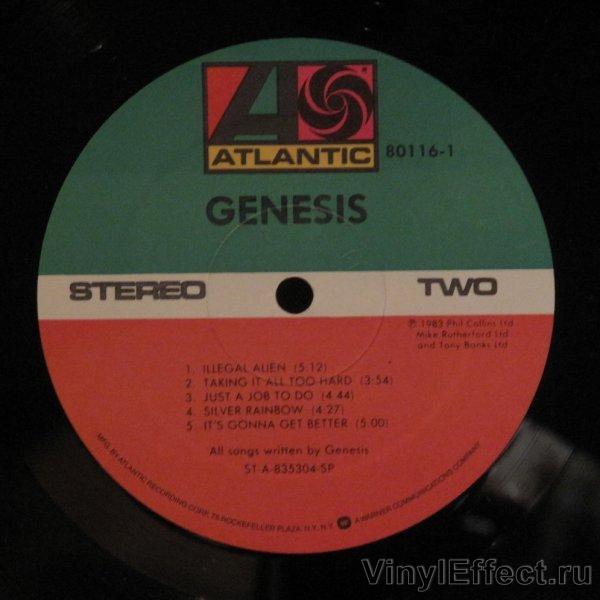 ATLANTIC
80116-1
GENESIS
STEREO
TWO
℗ 1983 Phil Collins Ltd
Mike Rutherford Ltd
and Tony Banks Ltd
1. ILLEGAL ALIEN (5:12)
2. TAKING IT ALL TOO HARD (3:54)
3. JUST A JOB TO DO (4:44)
4. SILVER RAINBOW (4:27)
5. IT'S GONNA GET BETTER (5:00)
All songs written by Genesis
ST-A-835304-SP
MFG. BY ATLANTIC RECORDING CORP. 75 ROCKEFELLER PLAZA, N.Y., N.Y. A WARNER COMMUNICATIONS COMPANY
VinylEffect.ru